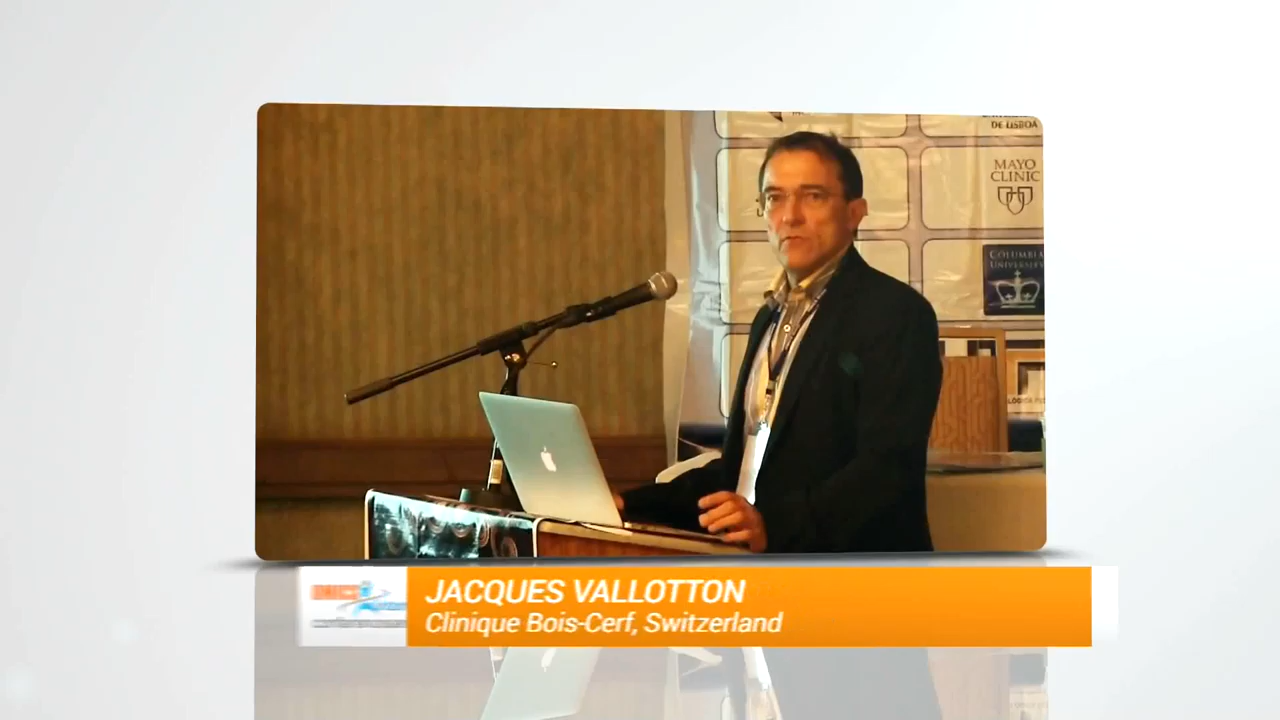 DE LISBOA
MAYO
CLINIC
COLUMBIA
UNIVERSITY
JACQUES VALLOTTON
Clinique Bois-Cerf, Switzerland